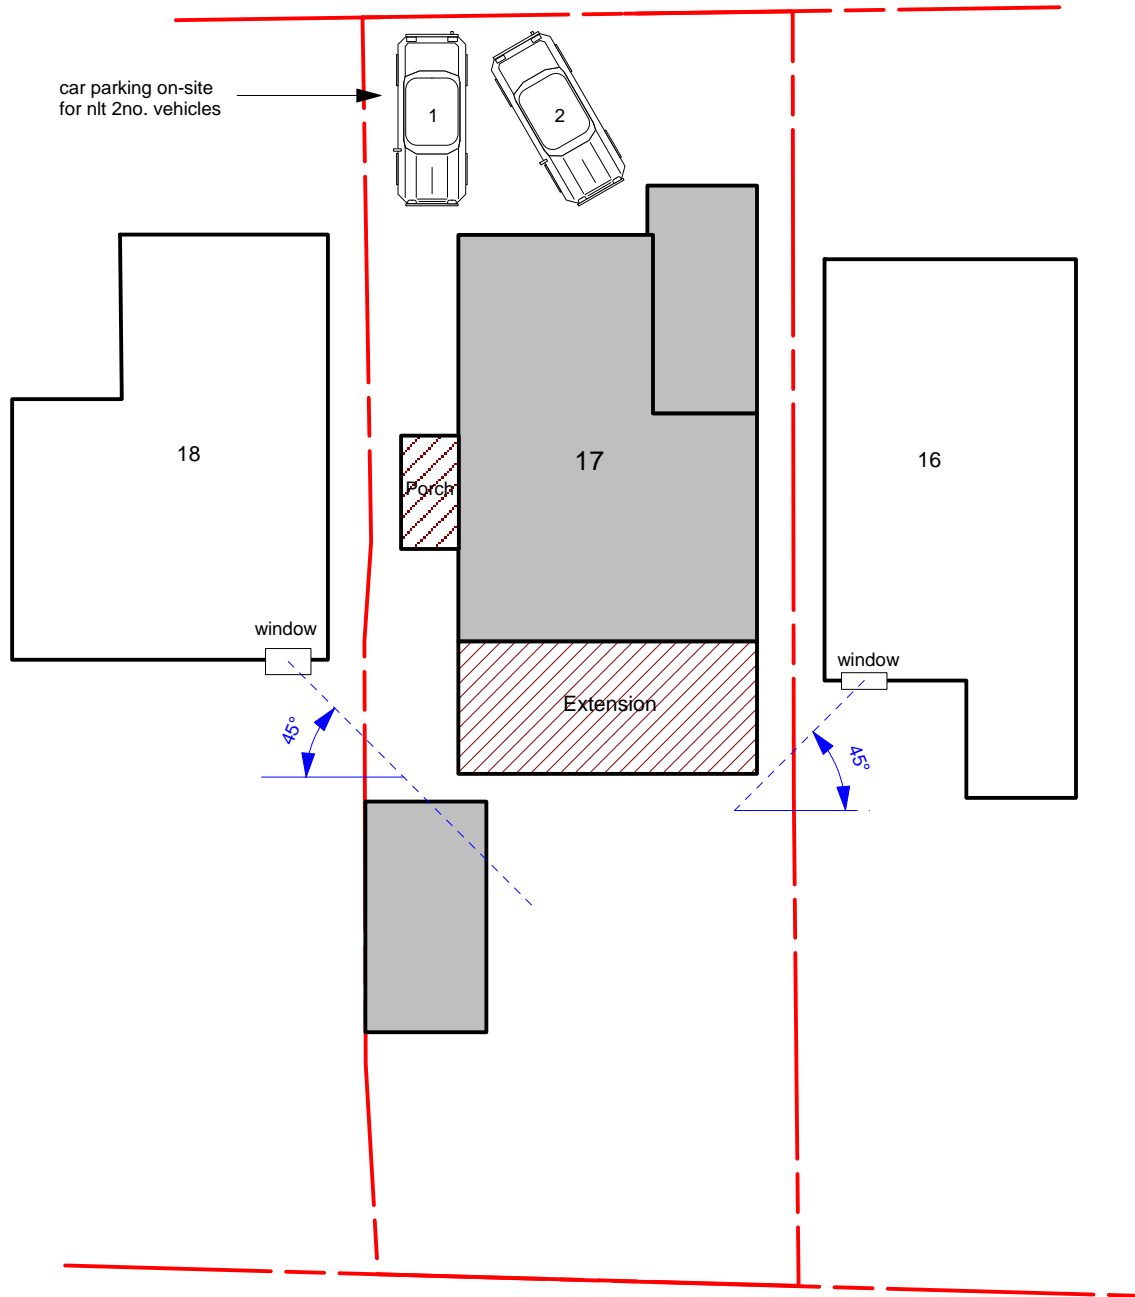 car parking on-site
for nlt 2no. vehicles
1
2
18
17
16
Porch
window
window
Extension
45°
45°